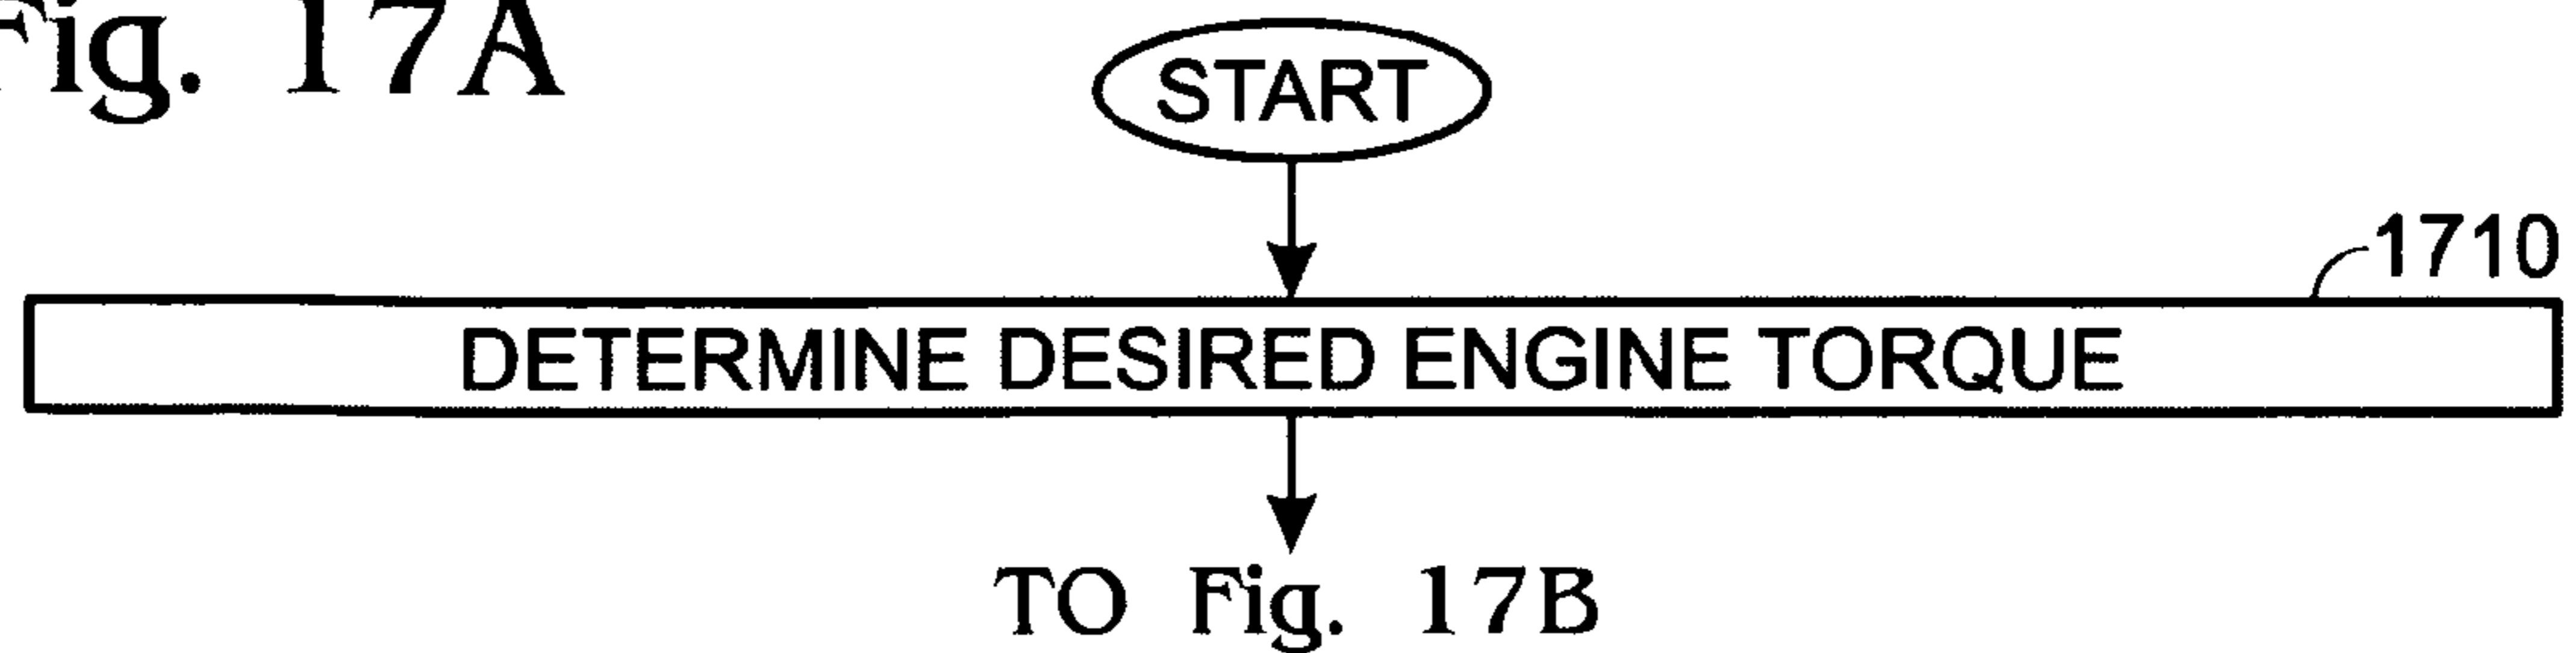 Fig. 17A
START
1710
DETERMINE DESIRED ENGINE TORQUE
TO Fig. 17B